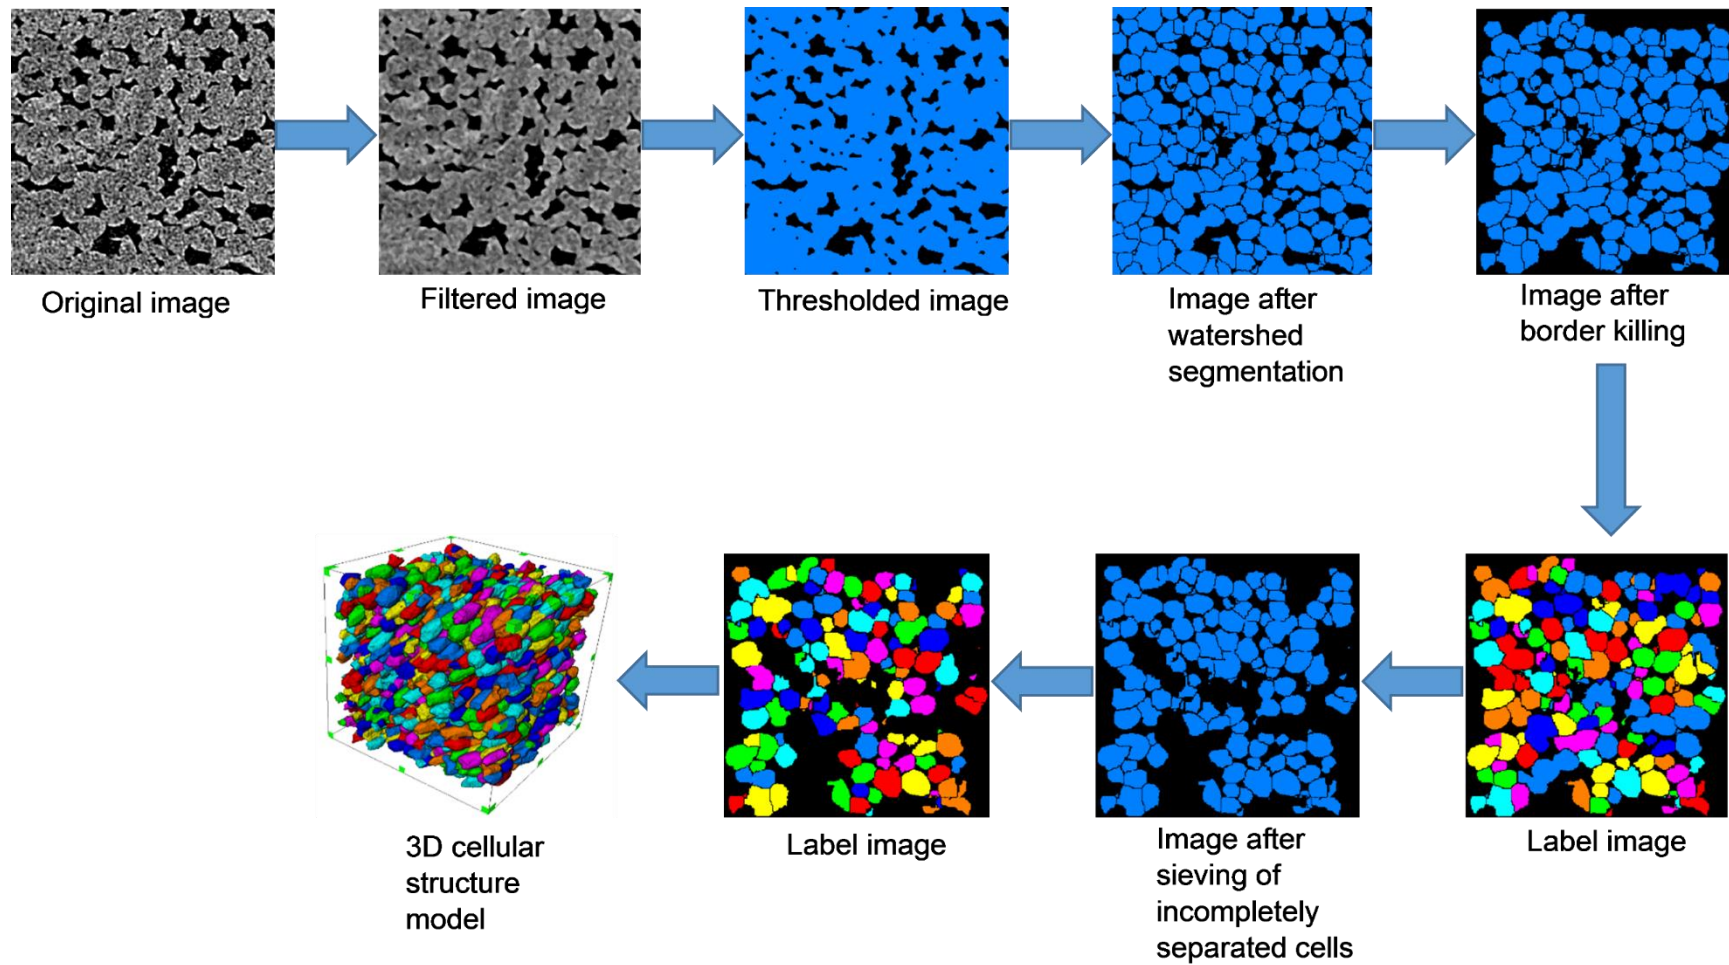 Original image
Filtered image
Thresholded image
Image after
watershed
segmentation
Image after
border killing
3D cellular
structure
model
Label image
Image after
sieving of
incompletely
separated cells
Label image